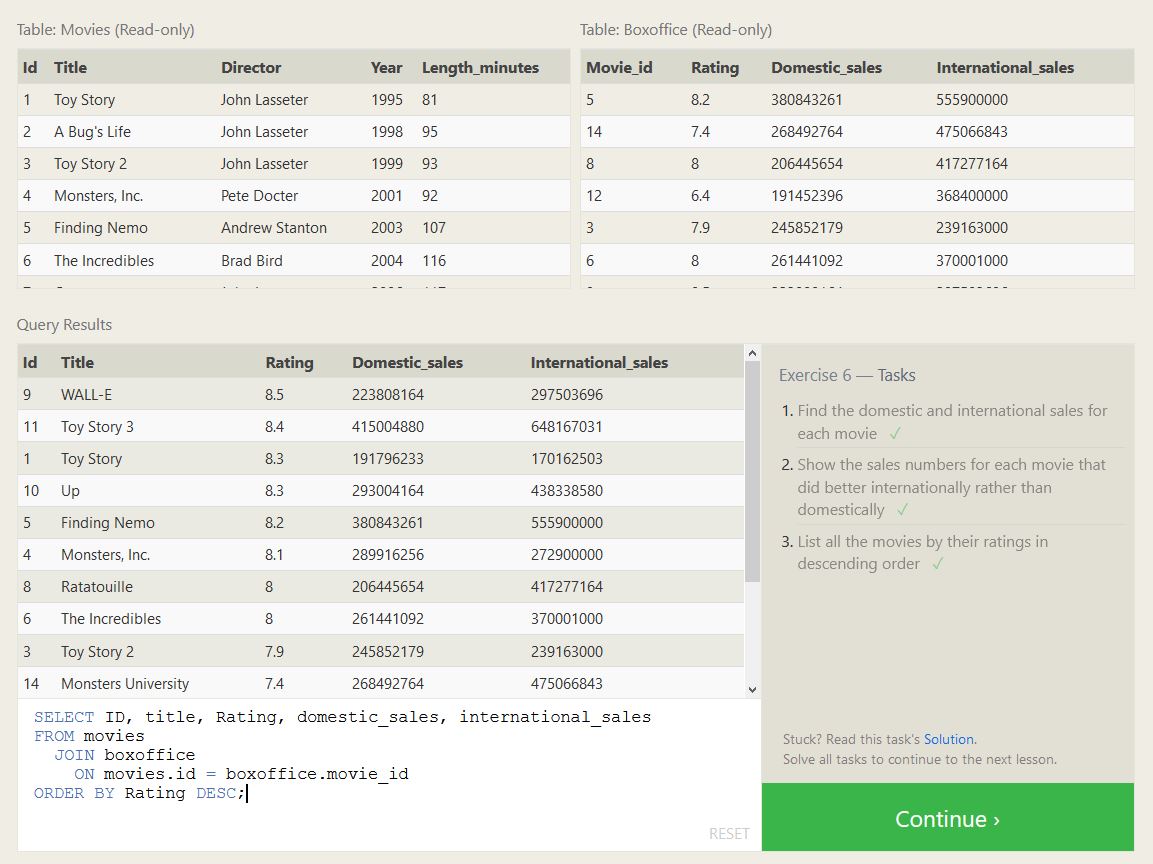 Table: Movies (Read-only)
Id Title Director Year Length_minutes
1 Toy Story John Lasseter 1995 81
2 A Bug's Life John Lasseter 1998 95
3 Toy Story 2 John Lasseter 1999 93
4 Monsters, Inc. Pete Docter 2001 92
5 Finding Nemo Andrew Stanton 2003 107
6 The Incredibles Brad Bird 2004 116
Table: Boxoffice (Read-only)
Movie_id Rating Domestic_sales International_sales
5 8.2 380843261 555900000
14 7.4 268492764 475066843
8 8 206445654 417277164
12 6.4 191452396 368400000
3 7.9 245852179 239163000
6 8 261441092 370001000
Query Results
Id Title Rating Domestic_sales International_sales
9 WALL-E 8.5 223808164 297503696
11 Toy Story 3 8.4 415004880 648167031
1 Toy Story 8.3 191796233 170162503
10 Up 8.3 293004164 438338580
5 Finding Nemo 8.2 380843261 555900000
4 Monsters, Inc. 8.1 289916256 272900000
8 Ratatouille 8 206445654 417277164
6 The Incredibles 8 261441092 370001000
3 Toy Story 2 7.9 245852179 239163000
14 Monsters University 7.4 268492764 475066843
SELECT ID, title, Rating, domestic_sales, international_sales
FROM movies
JOIN boxoffice
ON movies.id = boxoffice.movie_id
ORDER BY Rating DESC;
RESET
Exercise 6 — Tasks
1. Find the domestic and international sales for
each movie ✓
2. Show the sales numbers for each movie that
did better internationally rather than
domestically ✓
3. List all the movies by their ratings in
descending order ✓
Stuck? Read this task's Solution.
Solve all tasks to continue to the next lesson.
Continue ›